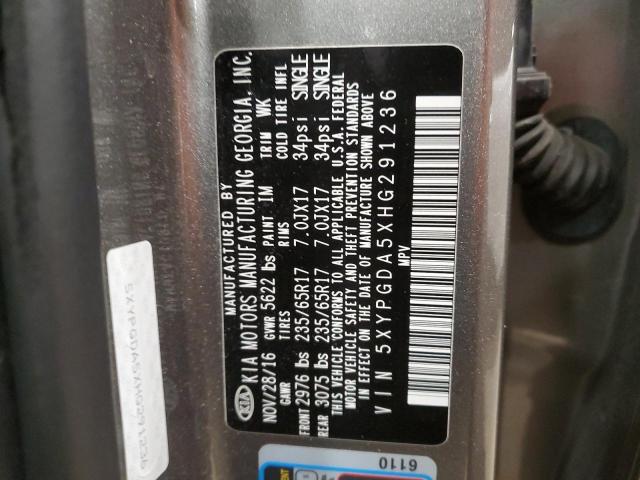 MANUFACTURED BY
KIA KIA MOTORS MANUFACTURING GEORGIA, INC.
NOV/28/16 GVWR 5622 lbs PAINT IM TRIM WK
GAWR TIRES RIMS COLD TIRE INFL
FRONT 2976 lbs 235/65R17 7.0JX17 34psi SINGLE
REAR 3075 lbs 235/65R17 7.0JX17 34psi SINGLE
THIS VEHICLE CONFORMS TO ALL APPLICABLE U.S.A. FEDERAL
MOTOR VEHICLE SAFETY AND THEFT PREVENTION STANDARDS
IN EFFECT ON THE DATE OF MANUFACTURE SHOWN ABOVE
VIN 5XYPGDA5XHG291236
MPV
5XYPGDA5XHG291236
6110